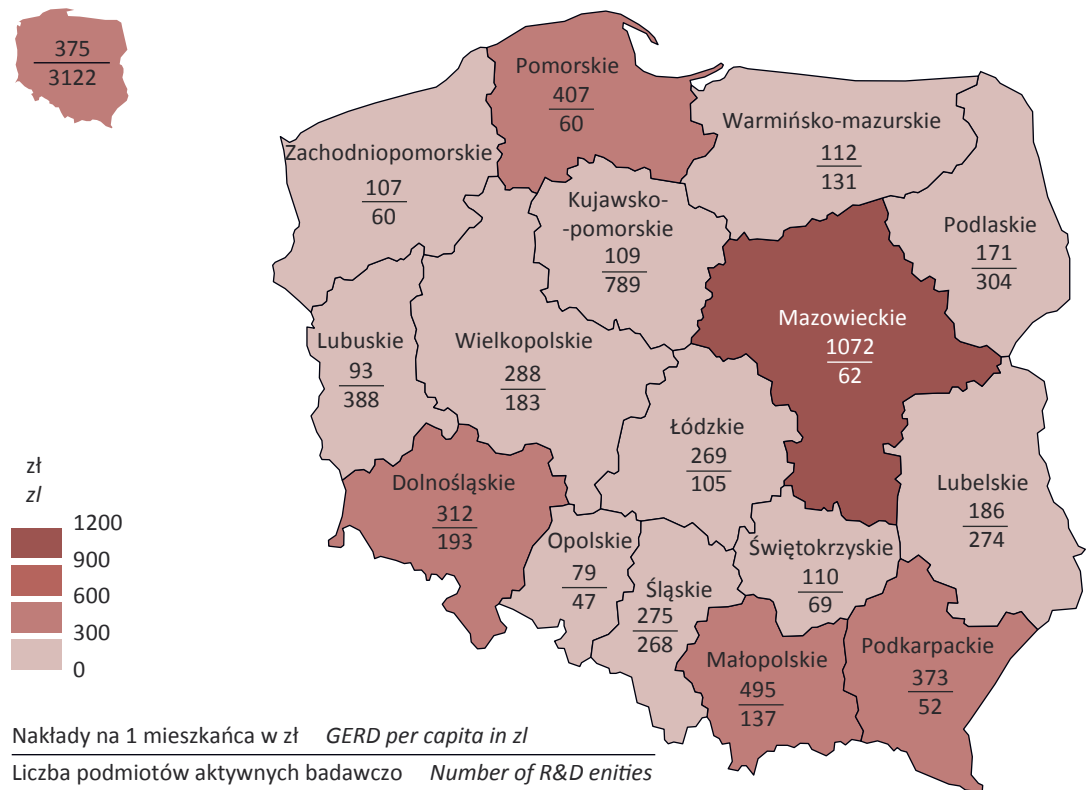 375
3122
Pomorskie
407
60
Warmińsko-mazurskie
112
131
Zachodniopomorskie
107
60
Kujawsko-
-pomorskie
109
789
Podlaskie
171
304
Mazowieckie
1072
62
Lubuskie
93
388
Wielkopolskie
288
183
Łódzkie
269
105
Dolnośląskie
312
193
Lubelskie
186
274
Opolskie
79
47
Śląskie
275
268
Świętokrzyskie
110
69
Małopolskie
495
137
Podkarpackie
373
52
zł
zl
1200
900
600
300
0
Nakłady na 1 mieszkańca w zł GERD per capita in zl
Liczba podmiotów aktywnych badawczo Number of R&D enities